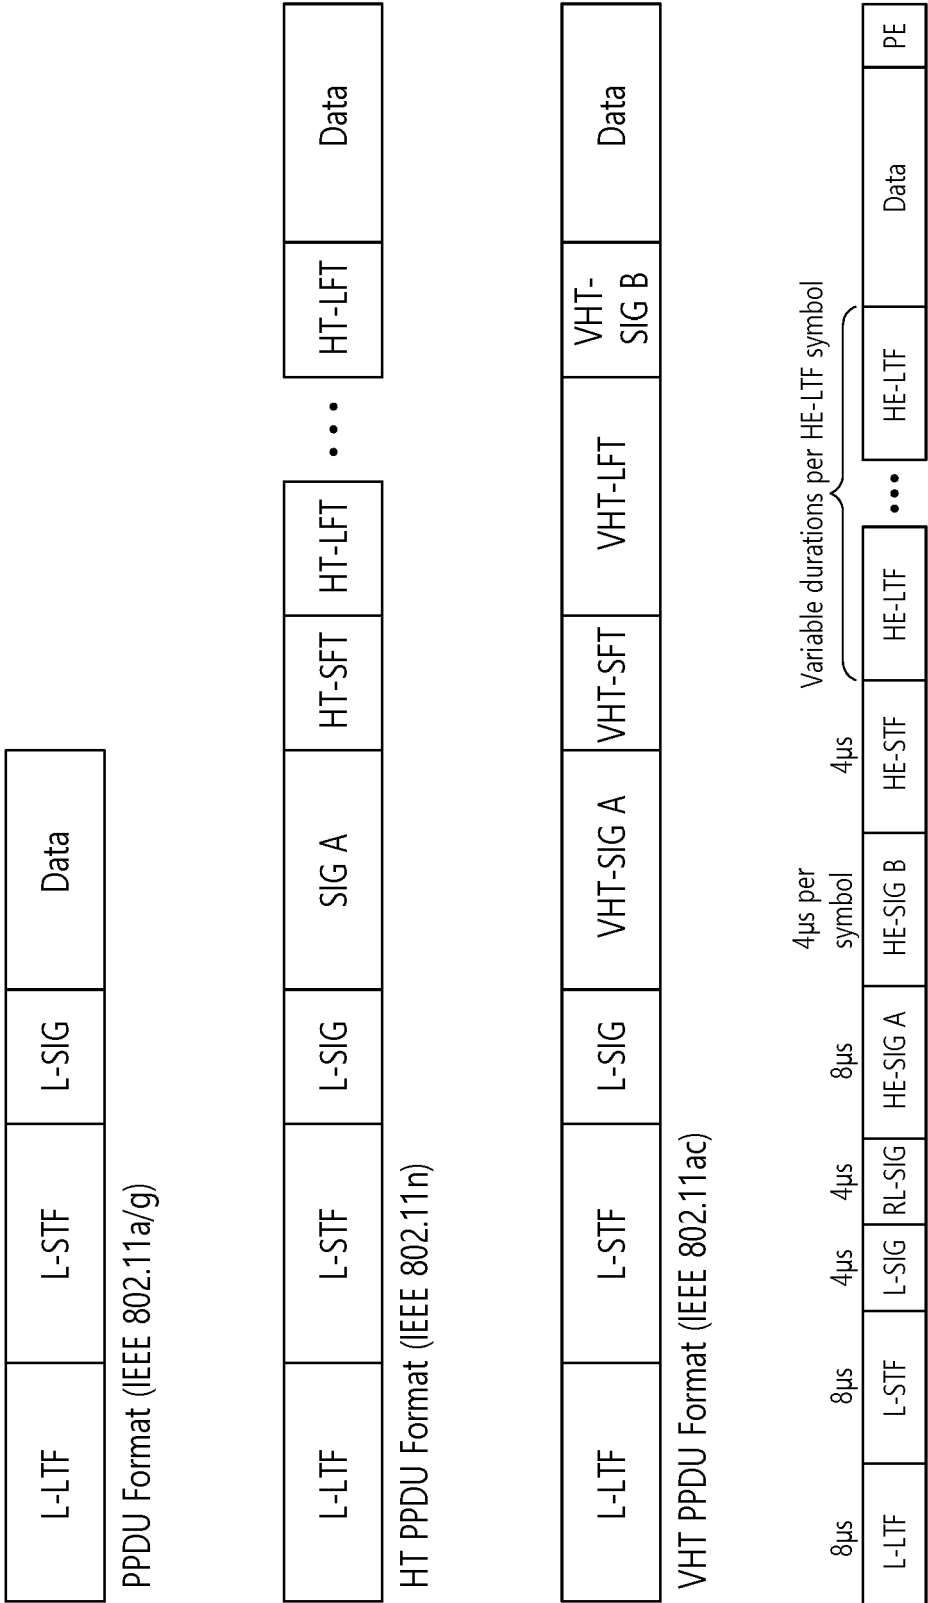 L-LTF
L-STF
L-SIG
Data
PPDU Format (IEEE 802.11a/g)
L-LTF
L-STF
L-SIG
SIG A
HT-SFT
HT-LFT
• • •
HT-LFT
Data
HT PPDU Format (IEEE 802.11n)
L-LTF
L-STF
L-SIG
VHT-SIG A
VHT-SFT
VHT-LFT
VHT-
SIG B
Data
VHT PPDU Format (IEEE 802.11ac)
8µs
8µs
4µs
4µs
8µs
4µs per
symbol
4µs
Variable durations per HE-LTF symbol
L-LTF
L-STF
L-SIG
RL-SIG
HE-SIG A
HE-SIG B
HE-STF
HE-LTF
•••
HE-LTF
Data
PE